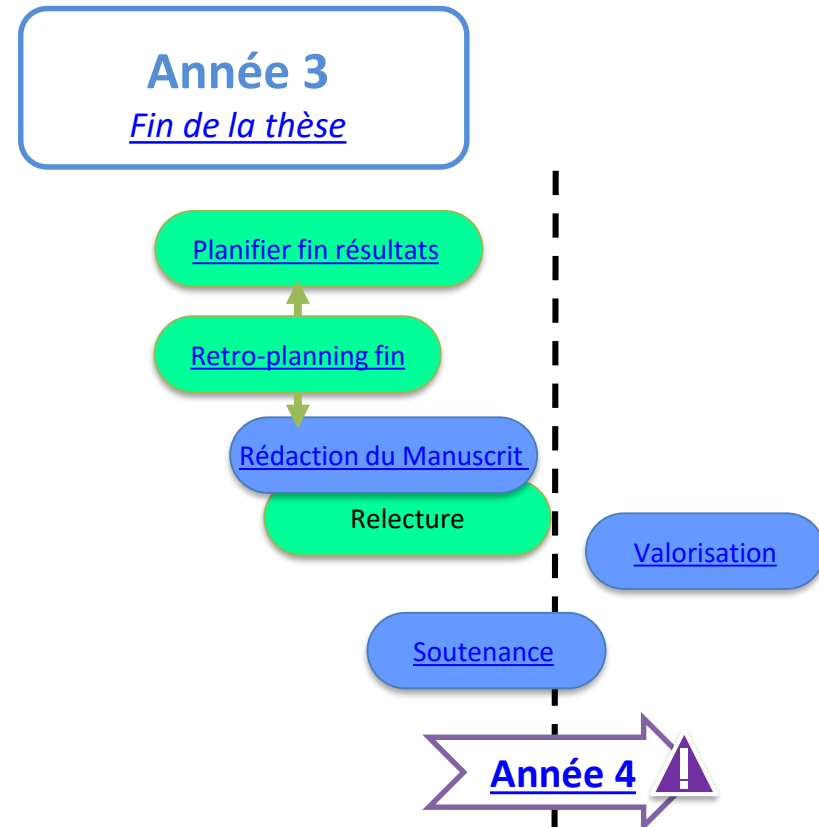 Année 3
Fin de la thèse
Planifier fin résultats
Retro-planning fin
Rédaction du Manuscrit
Relecture
Valorisation
Soutenance
Année 4
!